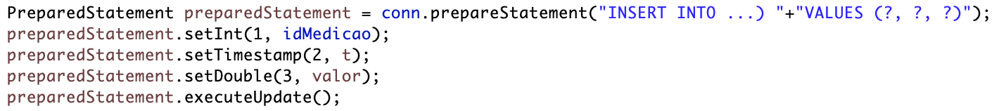 PreparedStatement preparedStatement = conn.prepareStatement("INSERT INTO ...) "+"VALUES (?, ?, ?)");
preparedStatement.setInt(1, idMedicao);
preparedStatement.setTimestamp(2, t);
preparedStatement.setDouble(3, valor);
preparedStatement.executeUpdate();